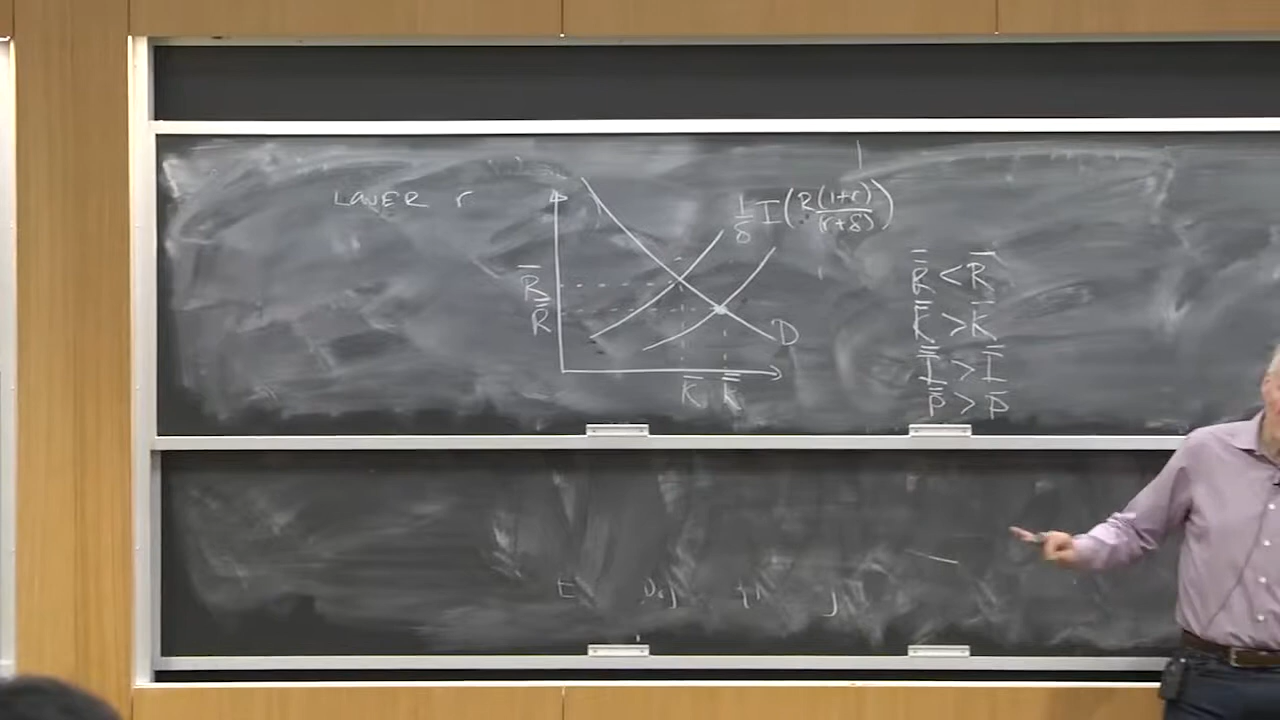 LOWER r
1/δ I(R(1+r)/(r+δ))
R̅
R̿
D
K̅ K̿
R̿ < R̅
K̿ > K̅
I̿ > I̅
P̿ > P̅